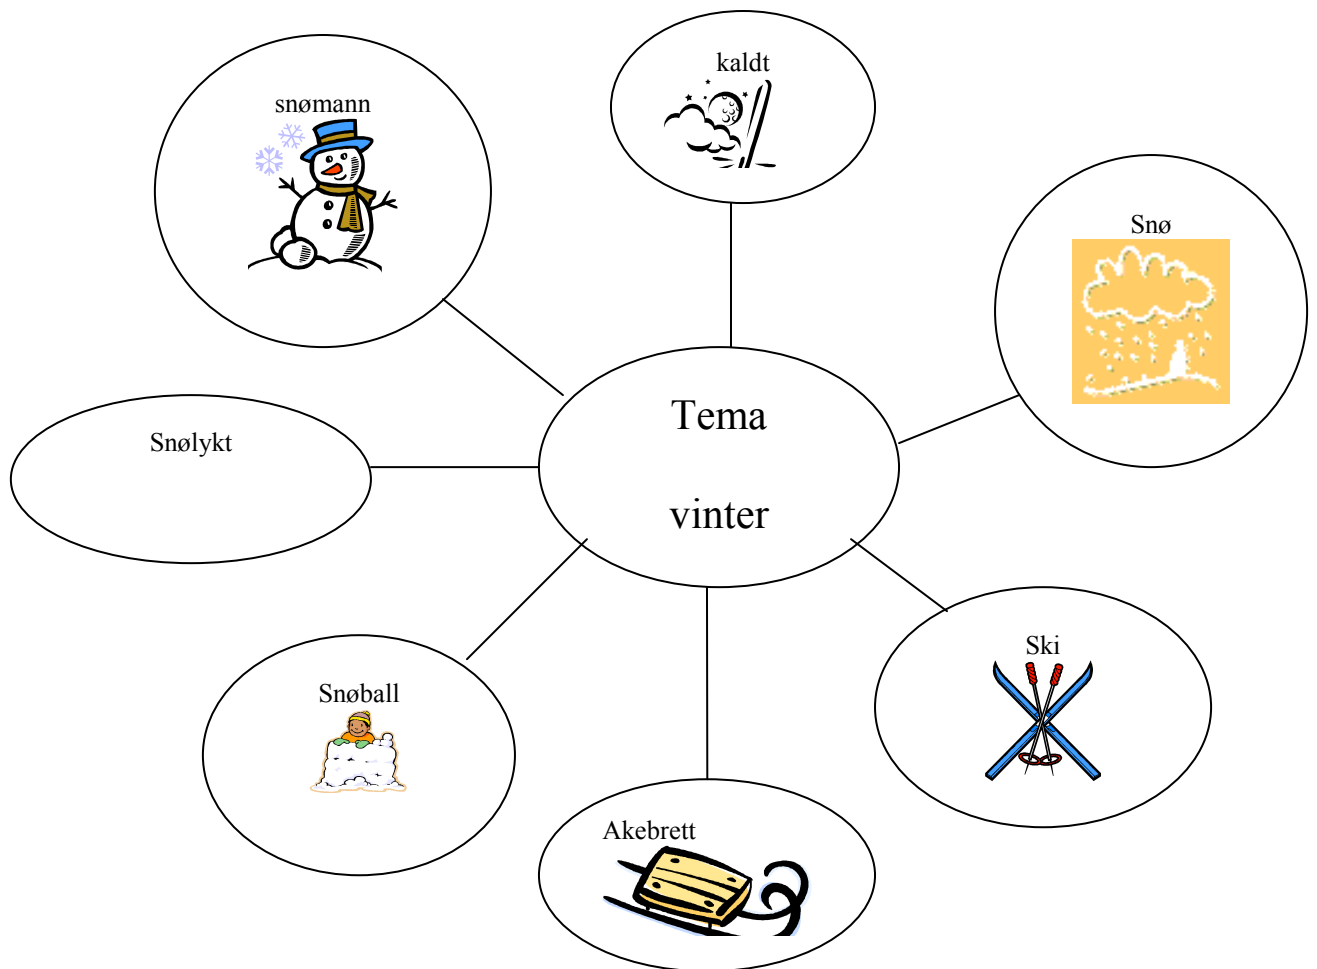 kaldt
snømann
Snø
Tema
vinter
Snølykt
Ski
Snøball
Akebrett